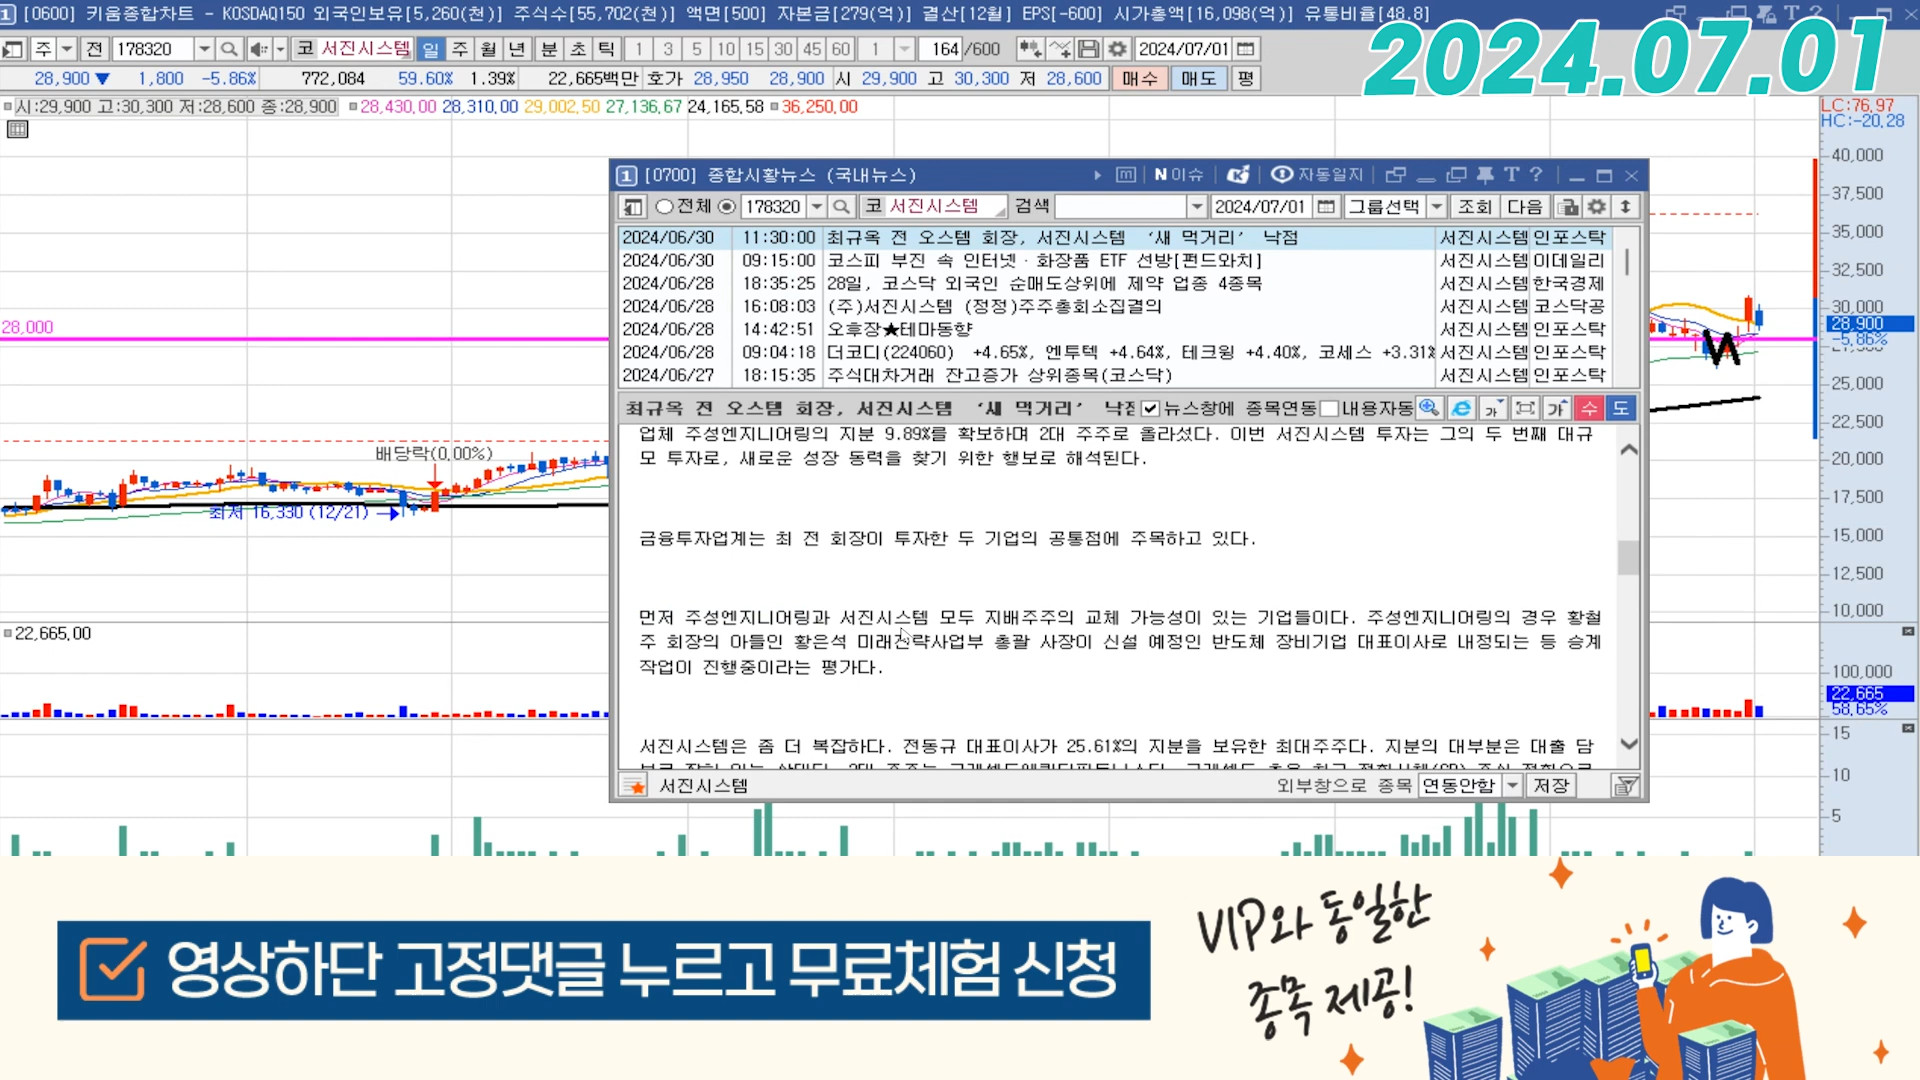 [0600] 키움종합차트 - KOSDAQ150 외국인보유[5,260(천)] 주식수[55,702(천)] 액면[500] 자본금[279(억)] 결산[12월] EPS[-600] 시가총액[16,098(억)] 유통비율[48.8]
2024.07.01
주 전 178320 코 서진시스템 일 주 월 년 분 초 틱 1 3 5 10 15 30 45 60 1 164 /600 2024/07/01
28,900 ▼ 1,800 -5.86% 772,084 59.60% 1.39% 22,665백만 호가 28,950 28,900 시 29,900 고 30,300 저 28,600 매수 매도 평
시:29,900 고:30,300 저:28,600 종:28,900 28,430.00 28,310.00 29,002.50 27,136.67 24,165.58 36,250.00
LC:76.97
HC:-20.28
40,000
37,500
35,000
32,500
30,000
28,900
-5.86%
25,000
22,500
20,000
17,500
15,000
12,500
10,000
28,000
배당락(0.00%)
최저 16,330 (12/21)
22,665.00
100,000
22,665
58.65%
15
10
5
1 [0700] 종합시황뉴스 (국내뉴스) N이슈 자동일지 T ?
전체 178320 코 서진시스템 검색 2024/07/01 그룹선택 조회 다음
2024/06/30 11:30:00 최규옥 전 오스템 회장, 서진시스템 ‘새 먹거리’ 낙점 서진시스템 인포스탁
2024/06/30 09:15:00 코스피 부진 속 인터넷·화장품 ETF 선방[펀드와치] 서진시스템 이데일리
2024/06/28 18:35:25 28일, 코스닥 외국인 순매도상위에 제약 업종 4종목 서진시스템 한국경제
2024/06/28 16:08:03 (주)서진시스템 (정정)주주총회소집결의 서진시스템 코스닥공
2024/06/28 14:42:51 오후장★테마동향 서진시스템 인포스탁
2024/06/28 09:04:18 더코디(224060) +4.65%, 엔투텍 +4.64%, 테크윙 +4.40%, 코세스 +3.31% 서진시스템 인포스탁
2024/06/27 18:15:35 주식대차거래 잔고증가 상위종목(코스닥) 서진시스템 인포스탁
최규옥 전 오스템 회장, 서진시스템 ‘새 먹거리’ 낙점 뉴스창에 종목연동 내용자동 수 도
업체 주성엔지니어링의 지분 9.89%를 확보하며 2대 주주로 올라섰다. 이번 서진시스템 투자는 그의 두 번째 대규
모 투자로, 새로운 성장 동력을 찾기 위한 행보로 해석된다.
금융투자업계는 최 전 회장이 투자한 두 기업의 공통점에 주목하고 있다.
먼저 주성엔지니어링과 서진시스템 모두 지배주주의 교체 가능성이 있는 기업들이다. 주성엔지니어링의 경우 황철
주 회장의 아들인 황은석 미래전략사업부 총괄 사장이 신설 예정인 반도체 장비기업 대표이사로 내정되는 등 승계
작업이 진행중이라는 평가다.
서진시스템은 좀 더 복잡하다. 전동규 대표이사가 25.61%의 지분을 보유한 최대주주다. 지분의 대부분은 대출 담
서진시스템 외부창으로 종목 연동안함 저장
영상하단 고정댓글 누르고 무료체험 신청
VIP와 동일한
종목 제공!